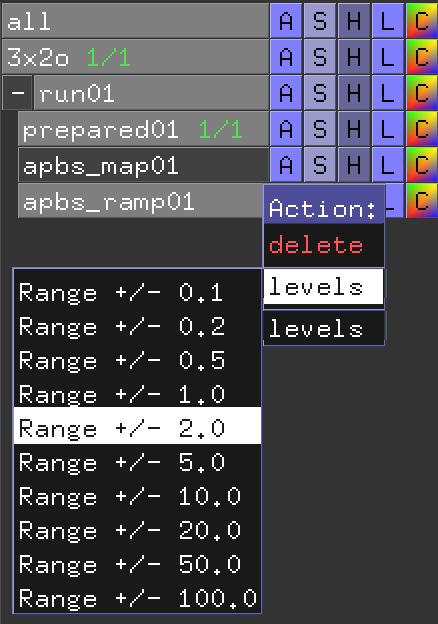 all A S H L C
3x2o 1/1 A S H L C
- run01 A S H L C
prepared01 1/1 A S H L C
apbs_map01 A S H L C
apbs_ramp01 L C
Action:
delete
levels
levels
Range +/- 0.1
Range +/- 0.2
Range +/- 0.5
Range +/- 1.0
Range +/- 2.0
Range +/- 5.0
Range +/- 10.0
Range +/- 20.0
Range +/- 50.0
Range +/- 100.0